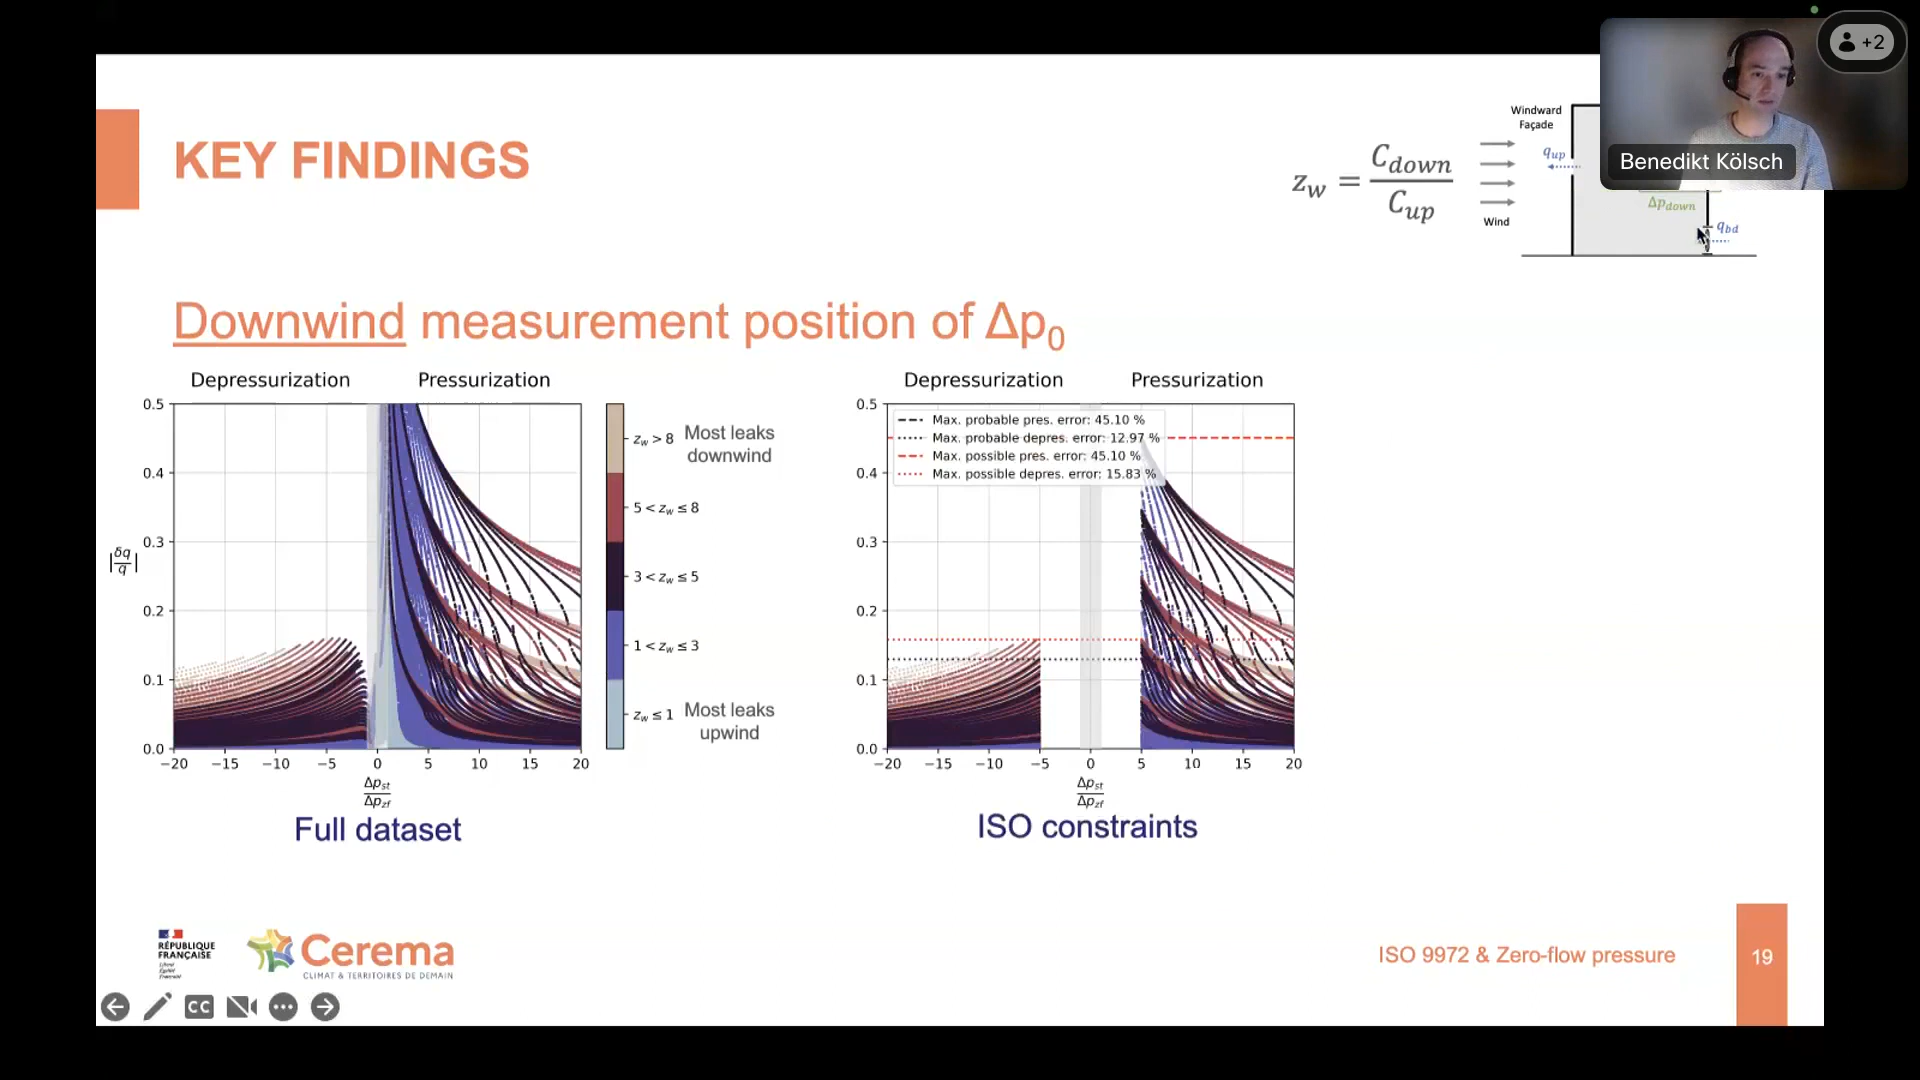 +2
Benedikt Kölsch
KEY FINDINGS
z_w = C_down / C_up
Windward
Façade
q_up
Wind
Δp_down
q_bd
Downwind measurement position of Δp₀
Depressurization Pressurization
0.5
0.4
0.3
0.2
0.1
0.0
|δq/q|
−20 −15 −10 −5 0 5 10 15 20
Δp_st / Δp_zf
Full dataset
z_w > 8 Most leaks
downwind
5 < z_w ≤ 8
3 < z_w ≤ 5
1 < z_w ≤ 3
z_w ≤ 1 Most leaks
upwind
Depressurization Pressurization
0.5
0.4
0.3
0.2
0.1
0.0
Max. probable pres. error: 45.10 %
Max. probable depres. error: 12.97 %
Max. possible pres. error: 45.10 %
Max. possible depres. error: 15.83 %
−20 −15 −10 −5 0 5 10 15 20
Δp_st / Δp_zf
ISO constraints
RÉPUBLIQUE
FRANÇAISE
Liberté
Égalité
Fraternité
Cerema
CLIMAT & TERRITOIRES DE DEMAIN
ISO 9972 & Zero-flow pressure
19
CC